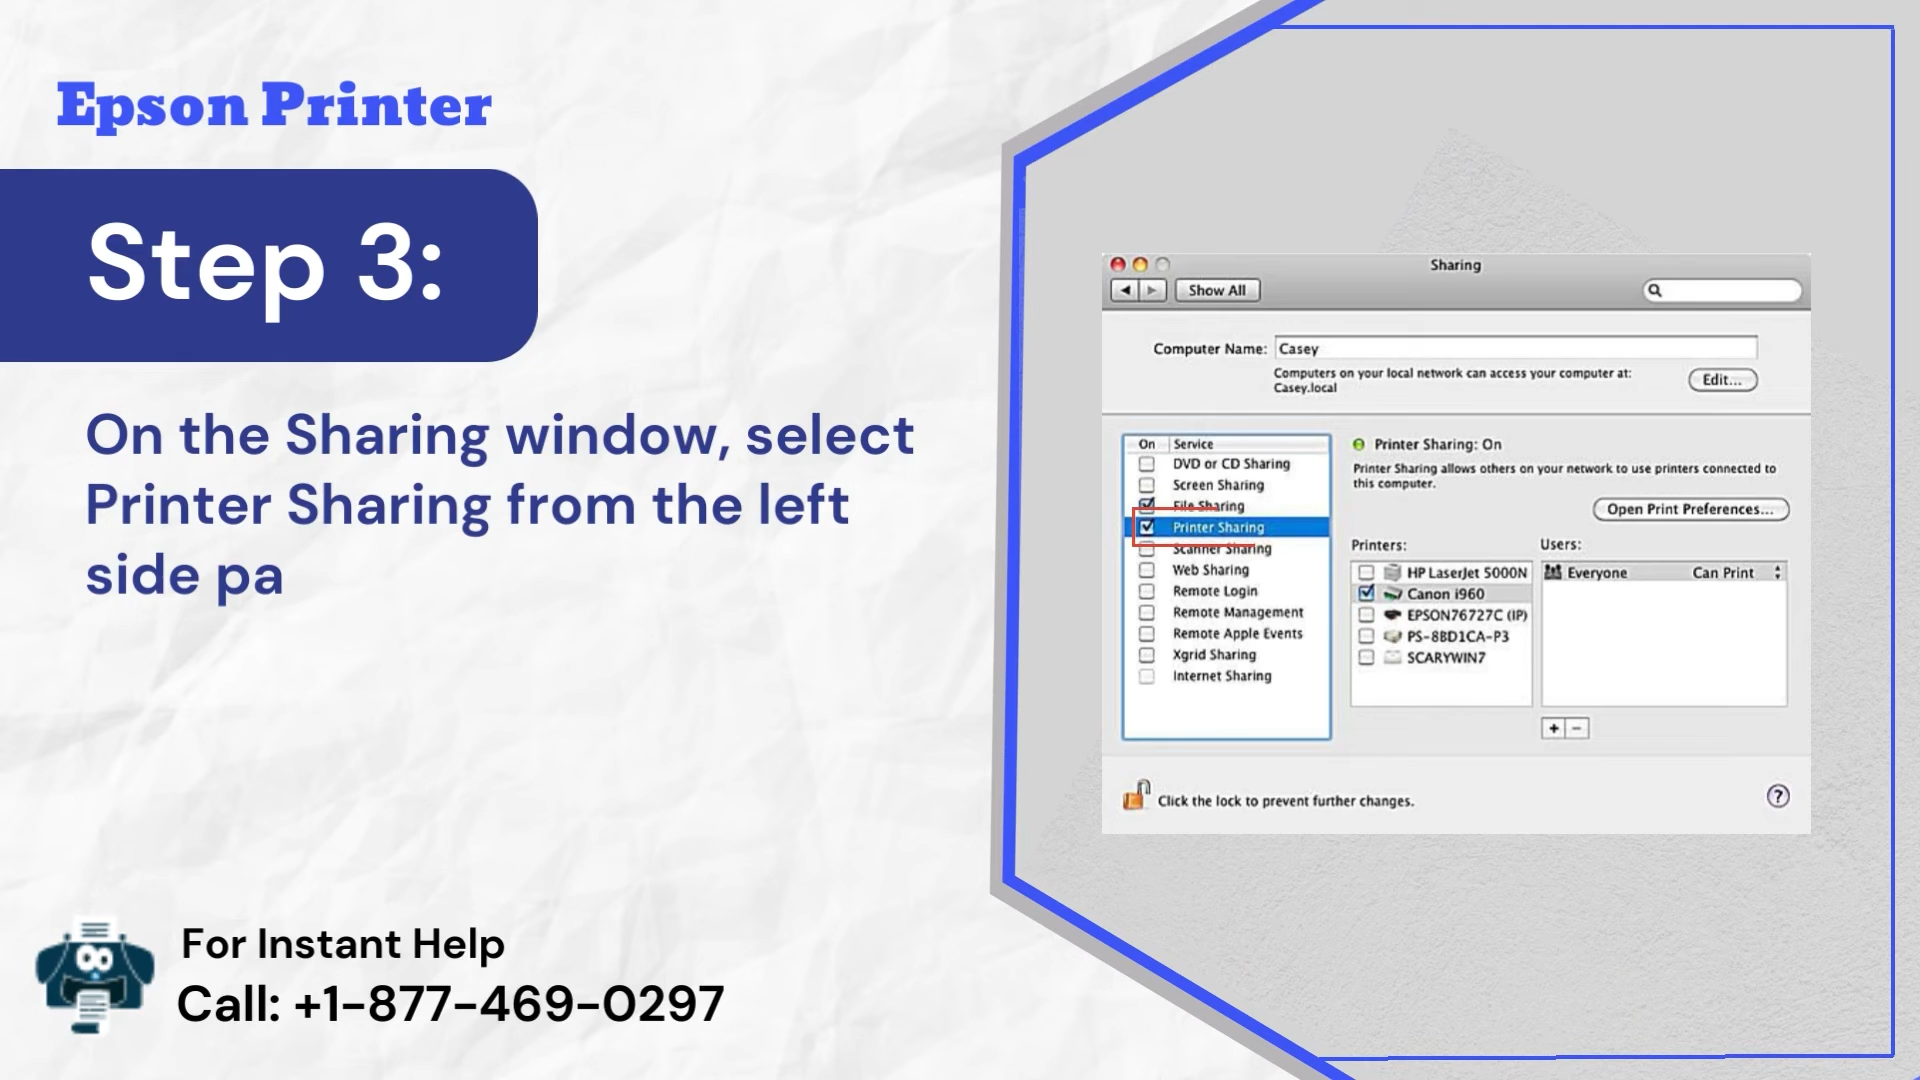 Epson Printer
Step 3:
On the Sharing window, select
Printer Sharing from the left
side pa
For Instant Help
Call: +1-877-469-0297
Sharing
Show All
Computer Name: Casey
Computers on your local network can access your computer at:
Casey.local
Edit...
On Service
DVD or CD Sharing
Screen Sharing
File Sharing
Printer Sharing
Scanner Sharing
Web Sharing
Remote Login
Remote Management
Remote Apple Events
Xgrid Sharing
Internet Sharing
Printer Sharing: On
Printer Sharing allows others on your network to use printers connected to
this computer.
Open Print Preferences...
Printers:
HP LaserJet 5000N
Canon i960
EPSON76727C (IP)
PS-8BD1CA-P3
SCARYWIN7
Users:
Everyone Can Print
+ −
Click the lock to prevent further changes.
?